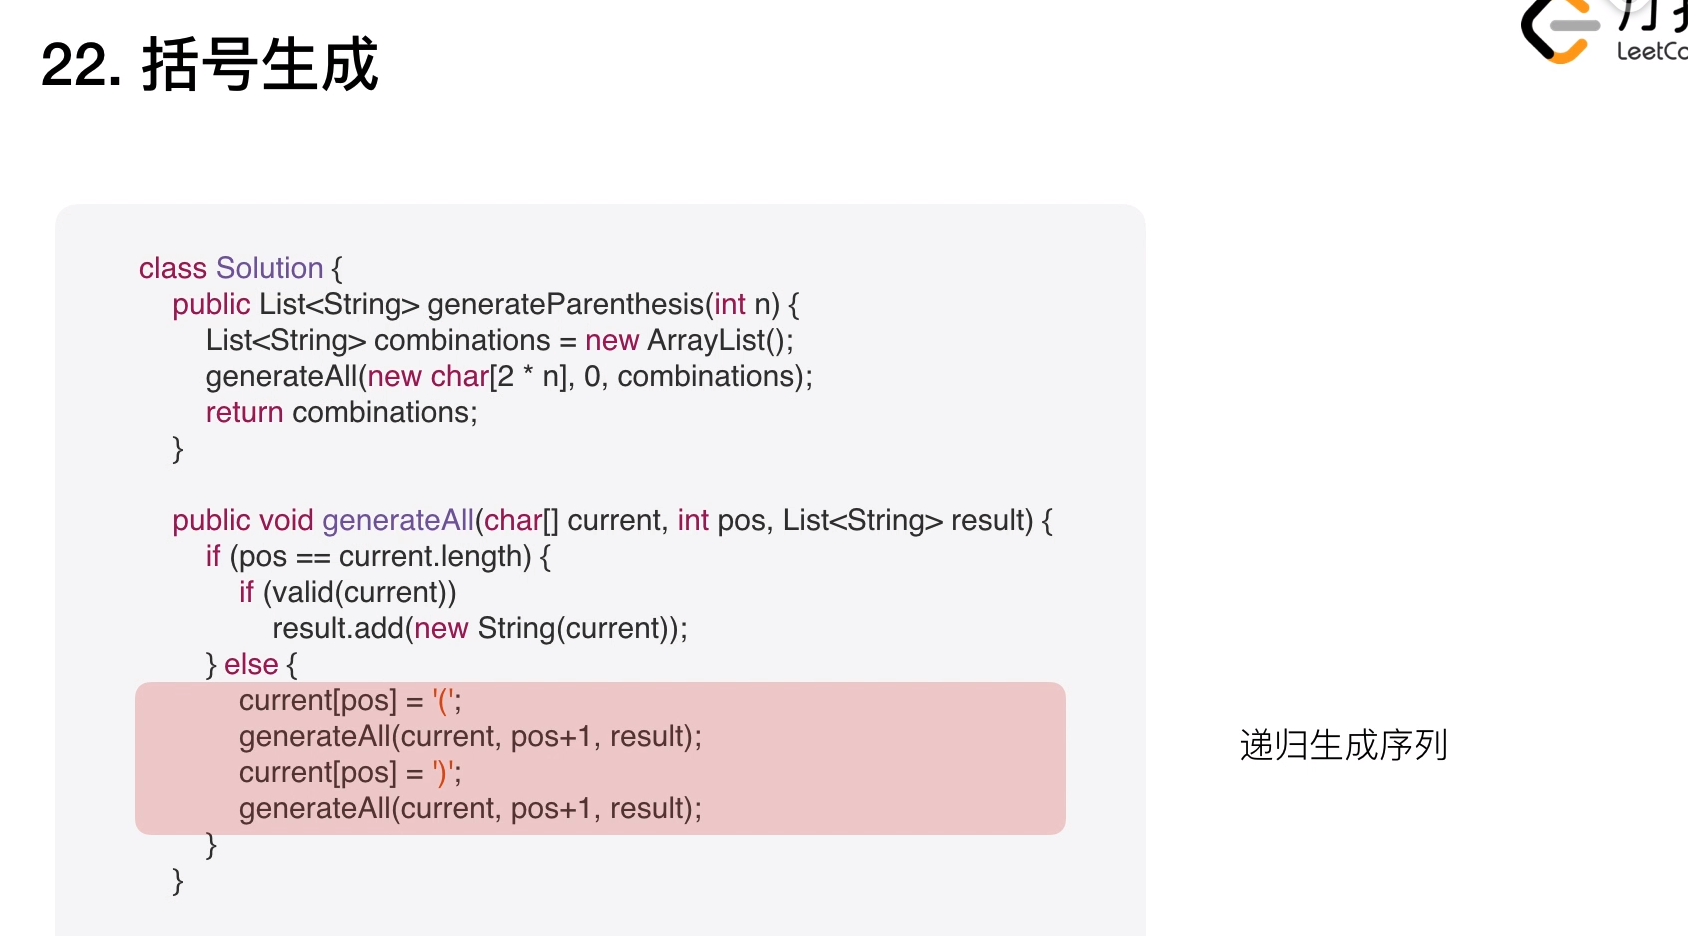 22. 括号生成
LeetCo
class Solution {
public List<String> generateParenthesis(int n) {
List<String> combinations = new ArrayList();
generateAll(new char[2 * n], 0, combinations);
return combinations;
}
public void generateAll(char[] current, int pos, List<String> result) {
if (pos == current.length) {
if (valid(current))
result.add(new String(current));
} else {
current[pos] = '(';
generateAll(current, pos+1, result);
current[pos] = ')';
generateAll(current, pos+1, result);
}
}
递归生成序列